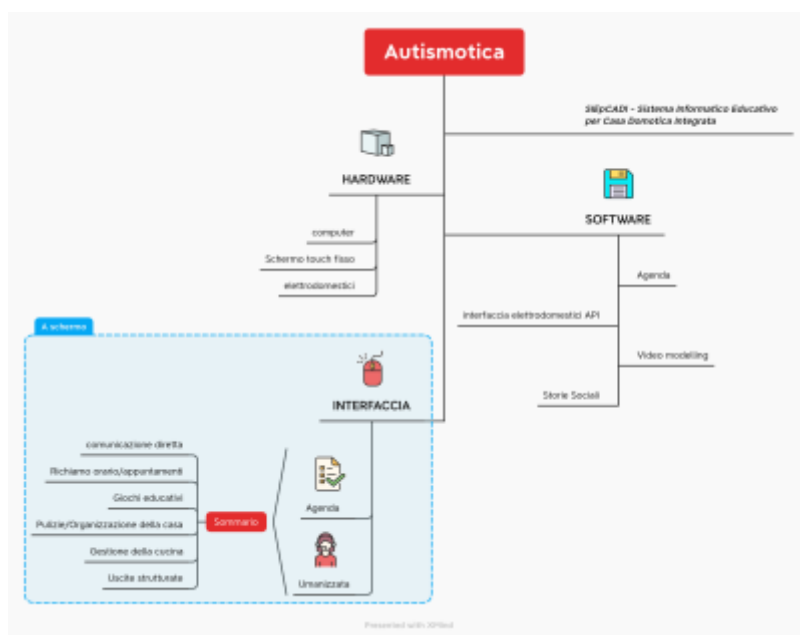 Autismotica
SIEpCADI - Sistema Informatico Educativo
per Casa Domotica Integrata
HARDWARE
computer
Schermo touch fisso
elettrodomestici
SOFTWARE
Agenda
Interfaccia elettrodomestici API
Video modelling
Storie Sociali
A schermo
INTERFACCIA
Agenda
Umanizzata
Sommario
comunicazione diretta
Richiamo orario/appuntamenti
Giochi educativi
Pulizie/Organizzazione della casa
Gestione della cucina
Uscite strutturate
Presented with XMind